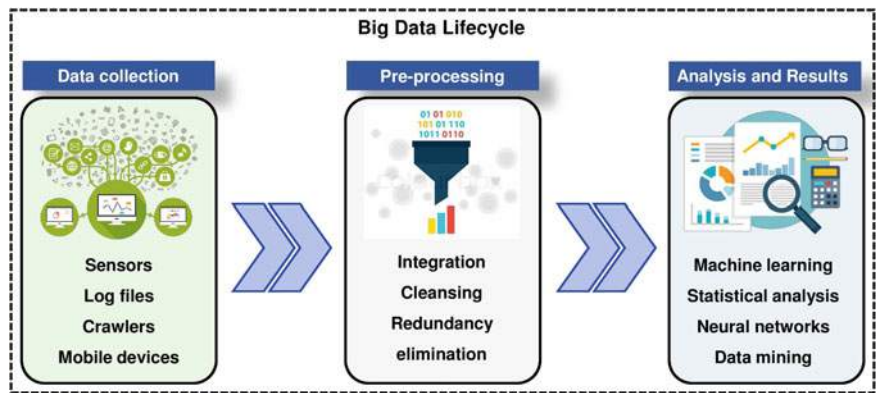 Big Data Lifecycle
Data collection
Sensors
Log files
Crawlers
Mobile devices
Pre-processing
01 01 010
101 01 110
1011 0110
Integration
Cleansing
Redundancy
elimination
Analysis and Results
Machine learning
Statistical analysis
Neural networks
Data mining